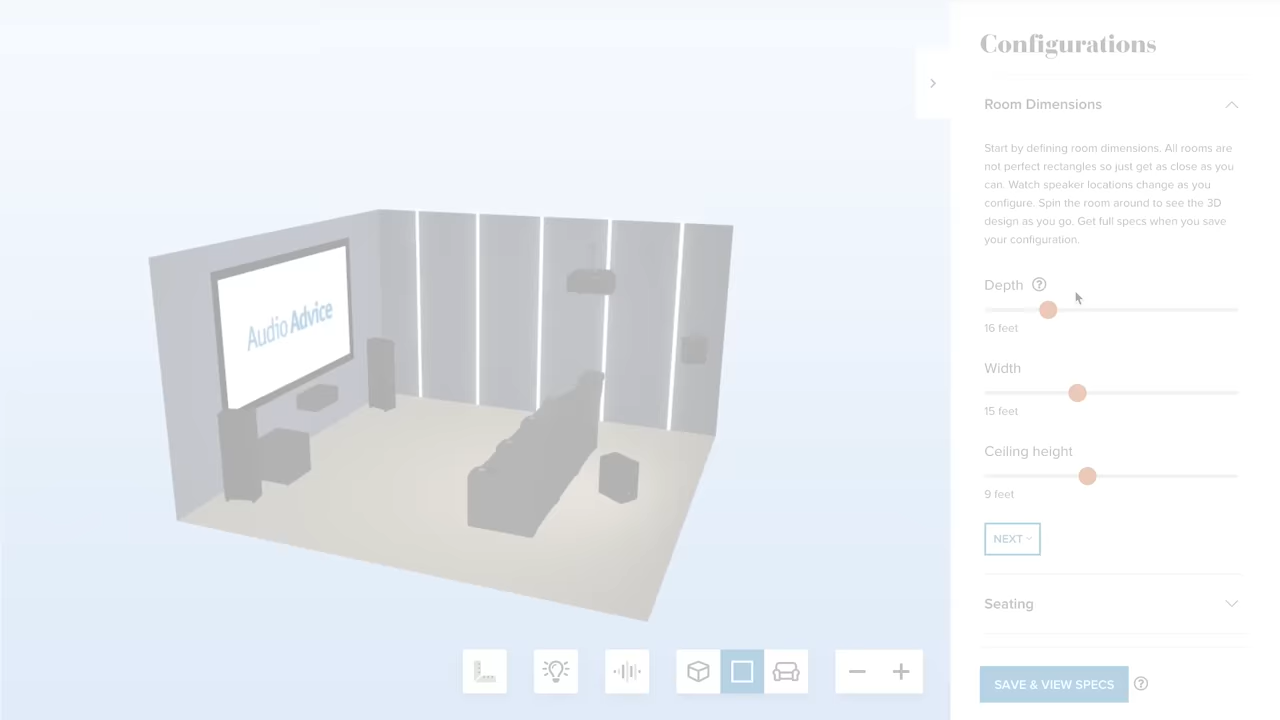 Configurations
Room Dimensions
Start by defining room dimensions. All rooms are
not perfect rectangles so just get as close as you
can. Watch speaker locations change as you
configure. Spin the room around to see the 3D
design as you go. Get full specs when you save
your configuration.
Audio Advice
Depth ?
16 feet
Width
15 feet
Ceiling height
9 feet
NEXT
Seating
SAVE & VIEW SPECS ?